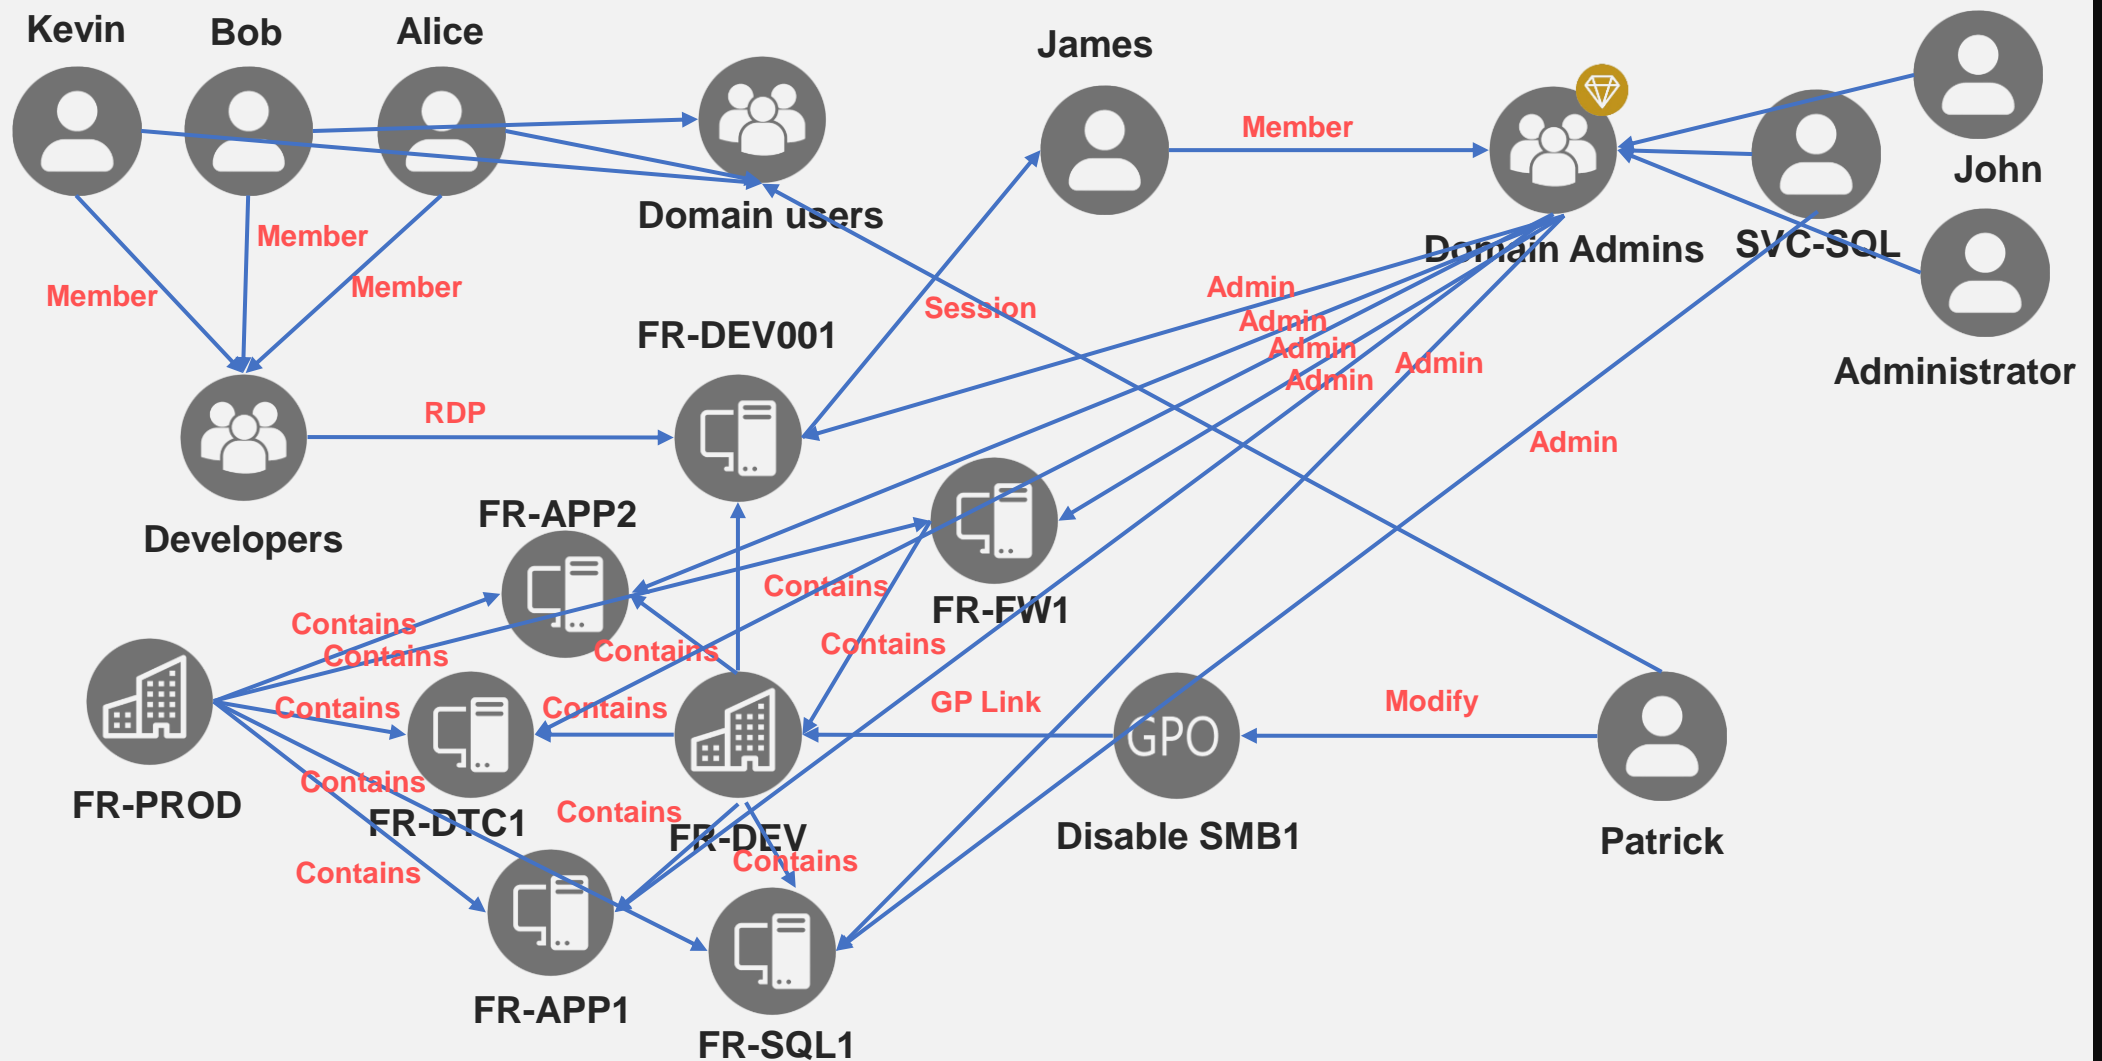 Kevin
Bob
Alice
James
Member
John
Domain users
Member
Member
Member
Domain Admins
SVC-SQL
Admin
Session
Admin
FR-DEV001
Admin
Admin
Admin
Administrator
RDP
Admin
FR-APP2
Developers
Contains
FR-FW1
Contains
Contains
Contains
Contains
Contains
Contains
GP Link
Modify
GPO
Contains
FR-PROD
FR-DTC1
Contains
FR-DEV
Disable SMB1
Patrick
Contains
Contains
FR-APP1
FR-SQL1